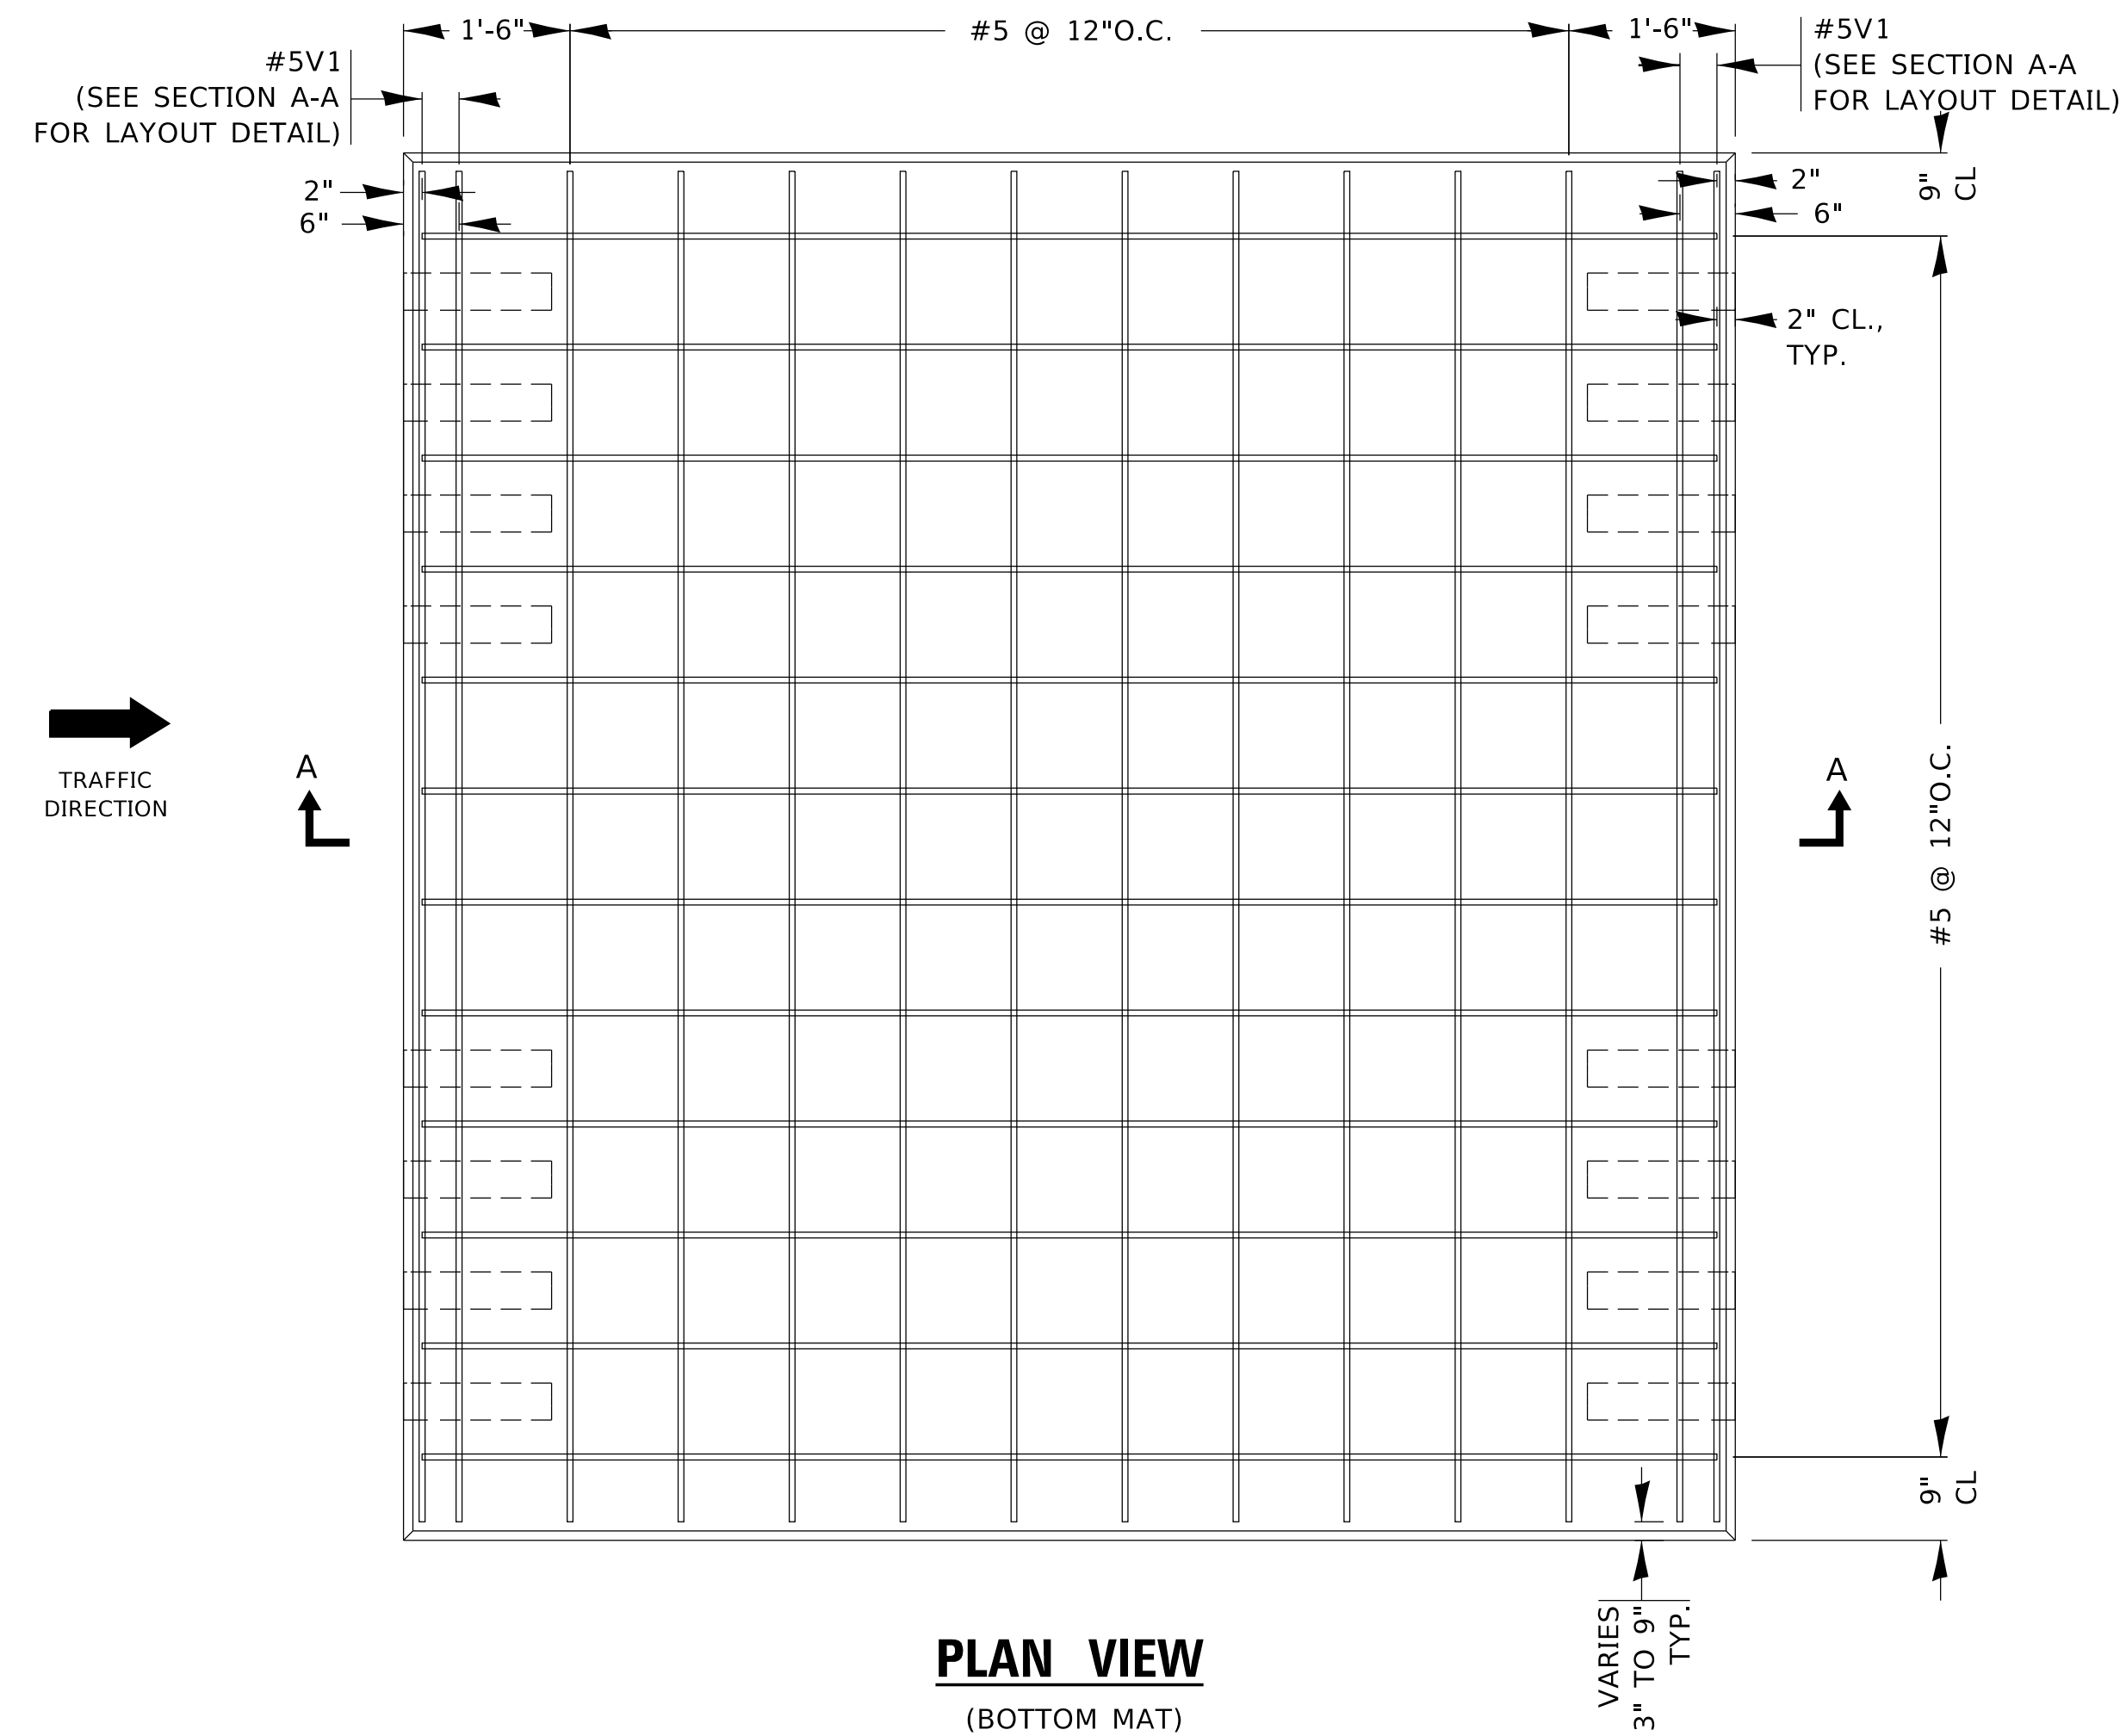 1'-6"
#5 @ 12"O.C.
1'-6"
#5V1
(SEE SECTION A-A
FOR LAYOUT DETAIL)
#5V1
(SEE SECTION A-A
FOR LAYOUT DETAIL)
2"
6"
2"
6"
9"
CL
2" CL.,
TYP.
TRAFFIC
DIRECTION
A
A
#5 @ 12"O.C.
9"
CL
VARIES
3" TO 9"
TYP.
PLAN VIEW
(BOTTOM MAT)